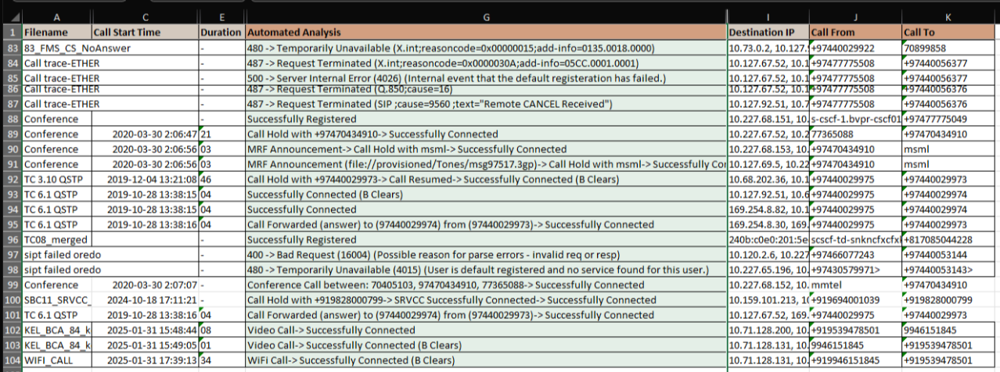 A C E G I J K
1 Filename Call Start Time Duration Automated Analysis Destination IP Call From Call To
83 83_FMS_CS_NoAnswer - 480 -> Temporarily Unavailable (X.int;reasoncode=0x00000015;add-info=0135.0018.0000) 10.73.0.2, 10.127. +97440029922 70899858
84 Call trace-ETHER - 487 -> Request Terminated (X.int;reasoncode=0x0000030A;add-info=05CC.0001.0001) 10.127.67.52, 10.1 +97477775508 +97440056377
85 Call trace-ETHER - 500 -> Server Internal Error (4026) (Internal event that the default registeration has failed.) 10.127.67.52, 10.1 +97477775508 +97440056377
86 Call trace-ETHER - 487 -> Request Terminated (Q.850;cause=16) 10.127.67.52, 10.1 +97477775508 +97440056376
87 Call trace-ETHER - 487 -> Request Terminated (SIP ;cause=9560 ;text="Remote CANCEL Received") 10.127.92.51, 10.7 +97477775508 +97440056376
88 Conference - Successfully Registered 10.227.68.151, 10. s-cscf-1.bvpr-cscf01 +97477775049
89 Conference 2020-03-30 2:06:47 21 Call Hold with +97470434910-> Successfully Connected 10.227.67.52, 10.2 77365088 +97470434910
90 Conference 2020-03-30 2:06:56 03 MRF Announcement-> Call Hold with msml-> Successfully Connected 10.227.68.153, 10. +97470434910 msml
91 Conference 2020-03-30 2:06:56 03 MRF Announcement (file://provisioned/Tones/msg97517.3gp)-> Call Hold with msml-> Successfully Co 10.127.69.5, 10.22 +97470434910 msml
92 TC 3.10 QSTP 2019-12-04 13:21:08 46 Call Hold with +97440029973-> Call Resumed-> Successfully Connected (B Clears) 10.68.202.36, 10.1 +97440029975 +97440029973
93 TC 6.1 QSTP 2019-10-28 13:38:15 04 Successfully Connected (B Clears) 10.127.92.51, 10.6 +97440029975 +97440029974
94 TC 6.1 QSTP 2019-10-28 13:38:15 04 Successfully Connected 169.254.8.82, 10.1 +97440029975 +97440029974
95 TC 6.1 QSTP 2019-10-28 13:38:16 04 Call Forwarded (answer) to (97440029974) from (97440029973)-> Successfully Connected 169.254.8.30, 169. +97440029975 +97440029973
96 TC08_merged - Successfully Registered 240b:c0e0:201:5e scscf-td-snkncfxcfx +817085044228
97 sipt failed oredo - 400 -> Bad Request (16004) (Possible reason for parse errors - invalid req or resp) 10.120.2.6, 10.227 +97466077243 +97440053144
98 sipt failed oredo - 480 -> Temporarily Unavailable (4015) (User is default registered and no service found for this user.) 10.227.65.196, 10. +97430579971> +97440053143>
99 Conference 2020-03-30 2:07:07 - Conference Call between: 70405103, 97470434910, 77365088-> Successfully Connected 10.227.68.152, 10. mmtel +97470434910
100 SBC11_SRVCC_ 2024-10-18 17:11:21 - Call Hold with +919828000799-> SRVCC Successfully Connected-> Successfully Connected 10.159.101.213, 10 +919694001039 +919828000799
101 TC 6.1 QSTP 2019-10-28 13:38:16 04 Call Forwarded (answer) to (97440029974) from (97440029973)-> Successfully Connected 10.127.67.52, 169. +97440029975 +97440029973
102 KEL_BCA_84_k 2025-01-31 15:48:44 08 Video Call-> Successfully Connected 10.71.128.200, 10. +919539478501 9946151845
103 KEL_BCA_84_k 2025-01-31 15:49:05 01 Video Call-> Successfully Connected (B Clears) 10.71.128.131, 10. 9946151845 +919539478501
104 WIFI_CALL 2025-01-31 17:39:13 34 WiFi Call-> Successfully Connected (B Clears) 10.71.128.131, 10. +919946151845 +919539478501